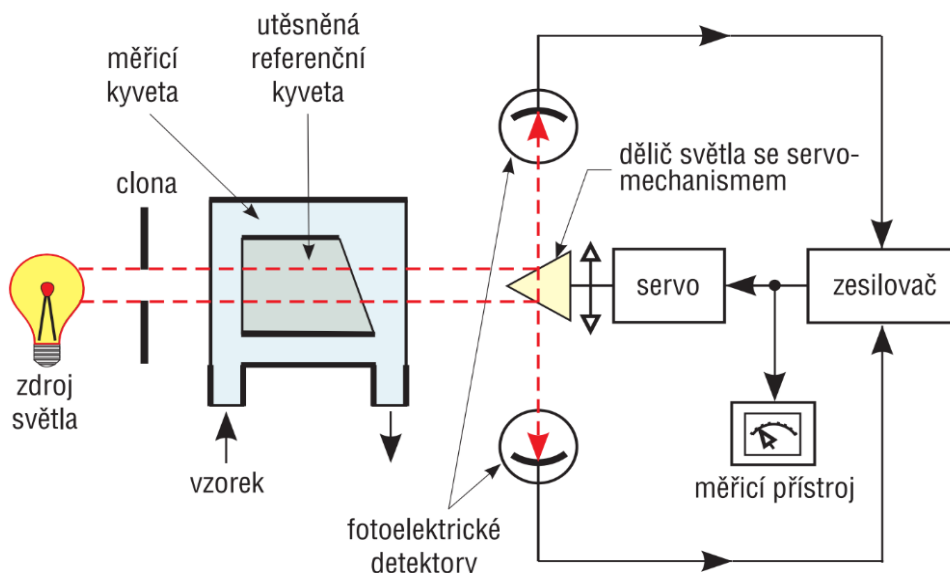 měřicí
kyveta
utěsněná
referenční
kyveta
clona
dělič světla se servo-
mechanismem
servo
zesilovač
zdroj
světla
vzorek
fotoelektrické
detektory
měřicí přístroj